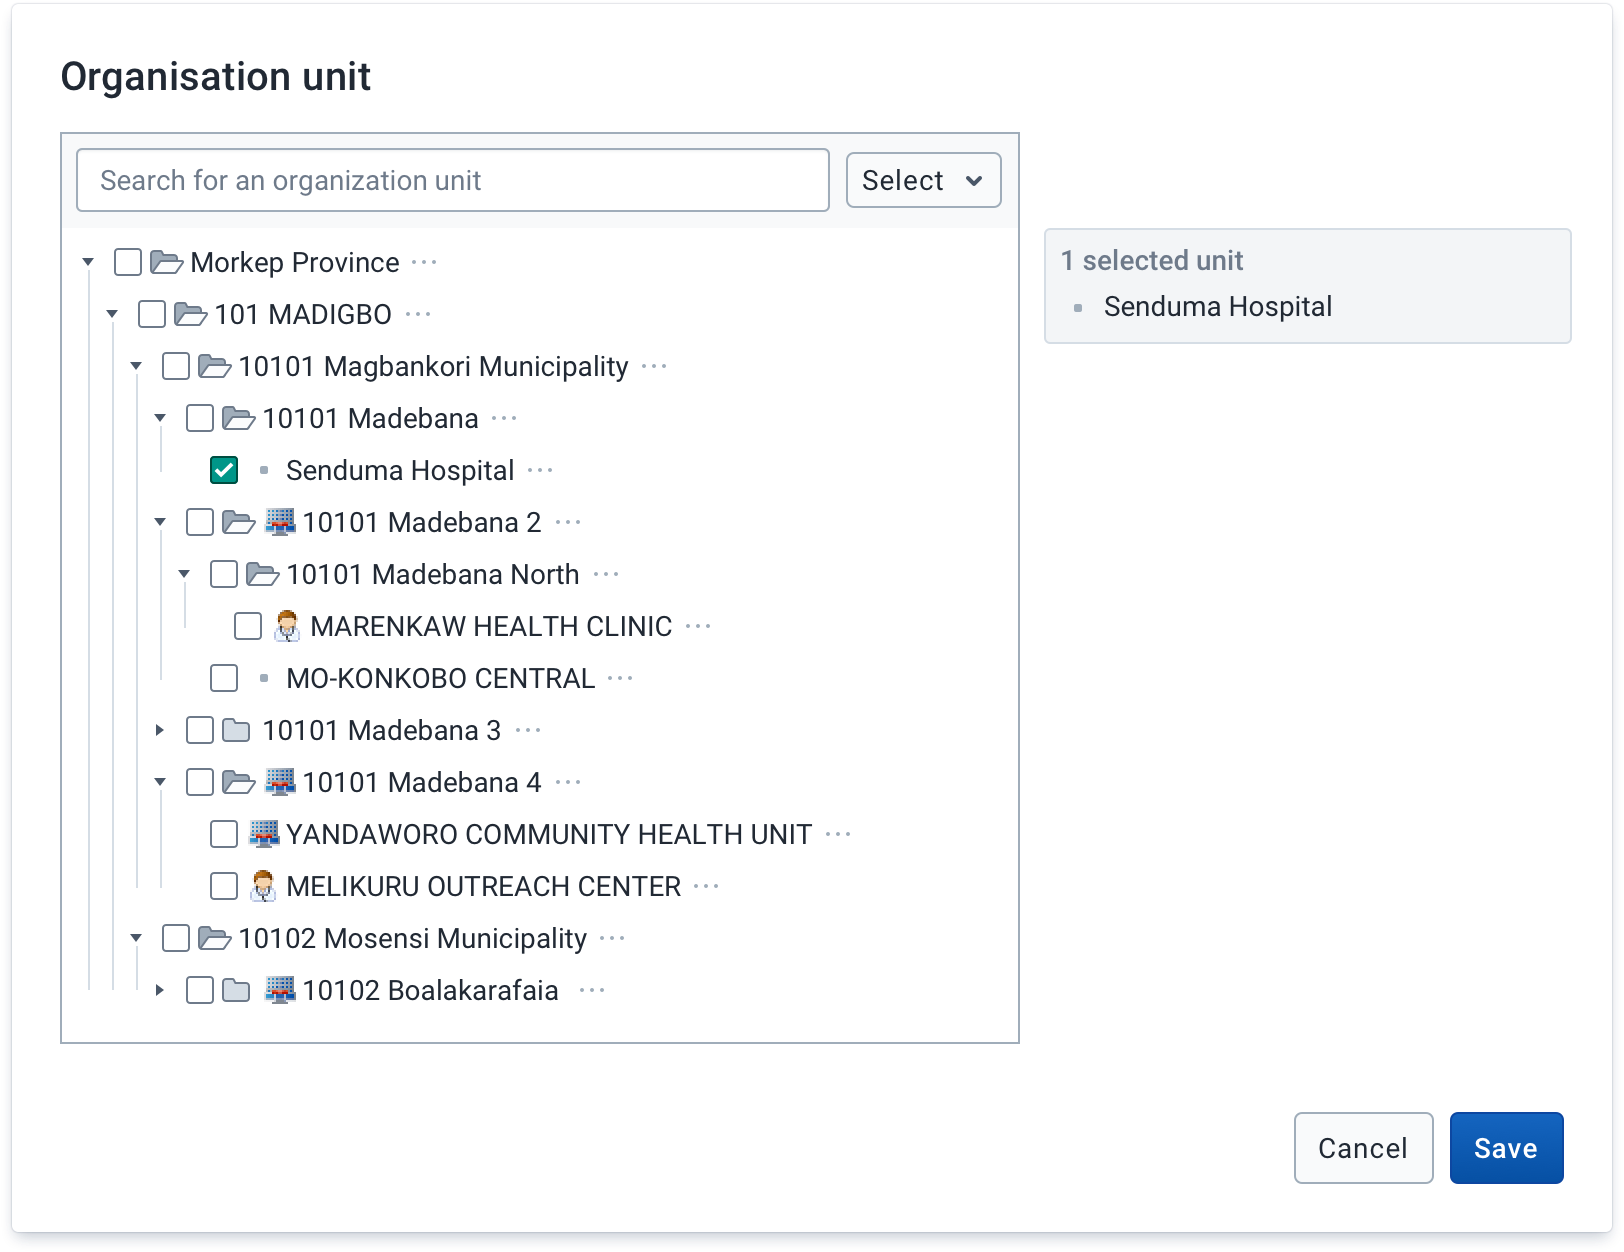 Organisation unit
Search for an organization unit
Select
Morkep Province ···
101 MADIGBO ···
10101 Magbankori Municipality ···
10101 Madebana ···
Senduma Hospital ···
10101 Madebana 2 ···
10101 Madebana North ···
MARENKAW HEALTH CLINIC ···
MO-KONKOBO CENTRAL ···
10101 Madebana 3 ···
10101 Madebana 4 ···
YANDAWORO COMMUNITY HEALTH UNIT ···
MELIKURU OUTREACH CENTER ···
10102 Mosensi Municipality ···
10102 Boalakarafaia ···
1 selected unit
Senduma Hospital
Cancel
Save